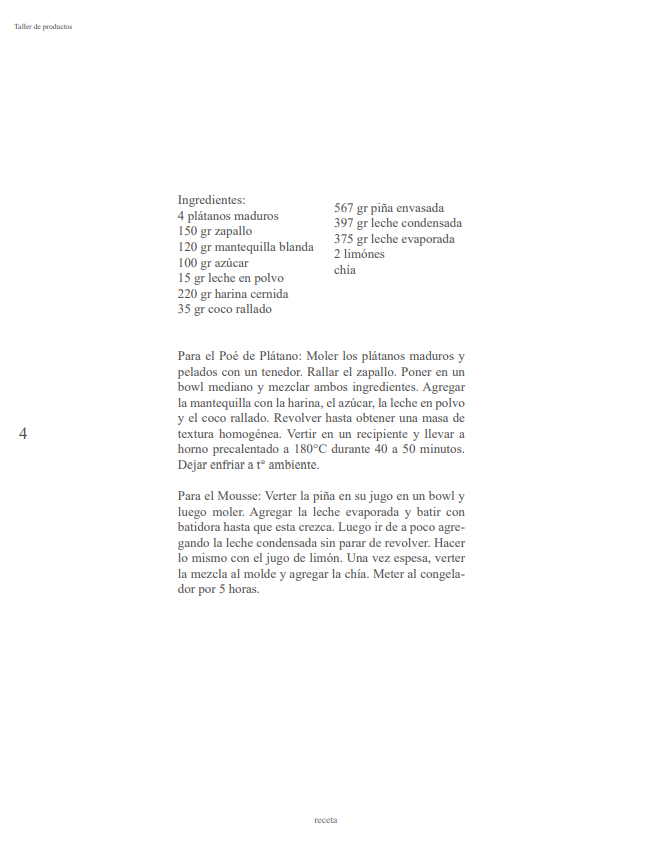 Taller de productos
Ingredientes:
4 plátanos maduros
150 gr zapallo
120 gr mantequilla blanda
100 gr azúcar
15 gr leche en polvo
220 gr harina cernida
35 gr coco rallado
567 gr piña envasada
397 gr leche condensada
375 gr leche evaporada
2 limónes
chía
Para el Poé de Plátano: Moler los plátanos maduros y
pelados con un tenedor. Rallar el zapallo. Poner en un
bowl mediano y mezclar ambos ingredientes. Agregar
la mantequilla con la harina, el azúcar, la leche en polvo
y el coco rallado. Revolver hasta obtener una masa de
textura homogénea. Vertir en un recipiente y llevar a
horno precalentado a 180°C durante 40 a 50 minutos.
Dejar enfriar a t° ambiente.
4
Para el Mousse: Verter la piña en su jugo en un bowl y
luego moler. Agregar la leche evaporada y batir con
batidora hasta que esta crezca. Luego ir de a poco agre-
gando la leche condensada sin parar de revolver. Hacer
lo mismo con el jugo de limón. Una vez espesa, verter
la mezcla al molde y agregar la chía. Meter al congela-
dor por 5 horas.
receta